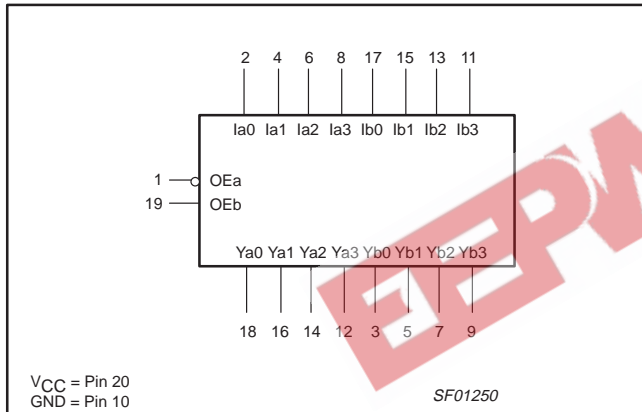 2 4 6 8 17 15 13 11
Ia0 Ia1 Ia2 Ia3 Ib0 Ib1 Ib2 Ib3
1 OEa
19 OEb
Ya0 Ya1 Ya2 Ya3 Yb0 Yb1 Yb2 Yb3
18 16 14 12 3 5 7 9
VCC = Pin 20
GND = Pin 10
SF01250
EEPW